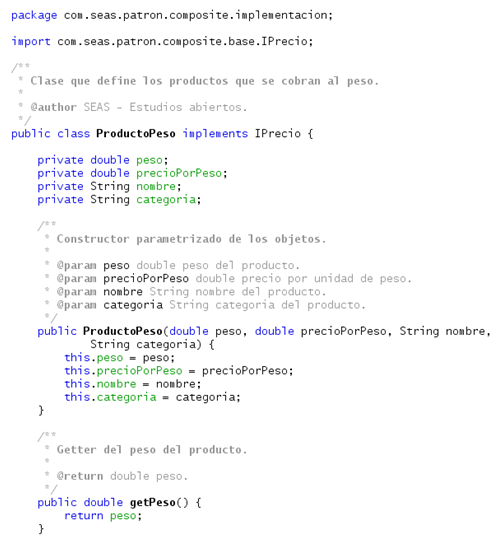 package com.seas.patron.composite.implementacion;
import com.seas.patron.composite.base.IPrecio;
/**
 * Clase que define los productos que se cobran al peso.
 *
 * @author SEAS - Estudios abiertos.
 */
public class ProductoPeso implements IPrecio {
    private double peso;
    private double precioPorPeso;
    private String nombre;
    private String categoria;
    /**
     * Constructor parametrizado de los objetos.
     *
     * @param peso double peso del producto.
     * @param precioPorPeso double precio por unidad de peso.
     * @param nombre String nombre del producto.
     * @param categoria String categoria del producto.
     */
    public ProductoPeso(double peso, double precioPorPeso, String nombre,
            String categoria) {
        this.peso = peso;
        this.precioPorPeso = precioPorPeso;
        this.nombre = nombre;
        this.categoria = categoria;
    }
    /**
     * Getter del peso del producto.
     *
     * @return double peso.
     */
    public double getPeso() {
        return peso;
    }